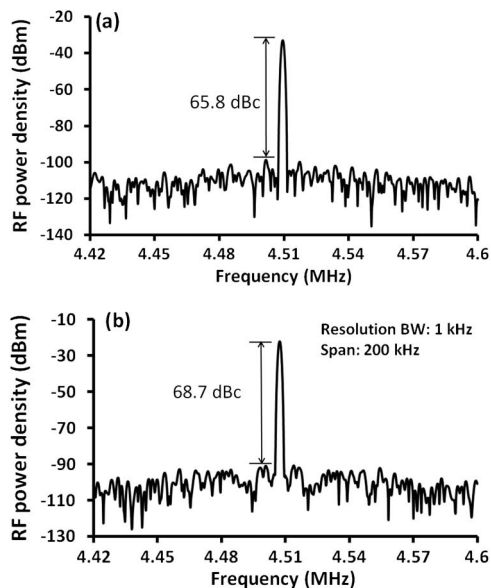 (a)
RF power density (dBm)
-20
-40
-60
-80
-100
-120
-140
65.8 dBc
4.42 4.45 4.48 4.51 4.54 4.57 4.6
Frequency (MHz)
(b)
Resolution BW: 1 kHz
Span: 200 kHz
RF power density (dBm)
-10
-30
-50
-70
-90
-110
-130
68.7 dBc
4.42 4.45 4.48 4.51 4.54 4.57 4.6
Frequency (MHz)